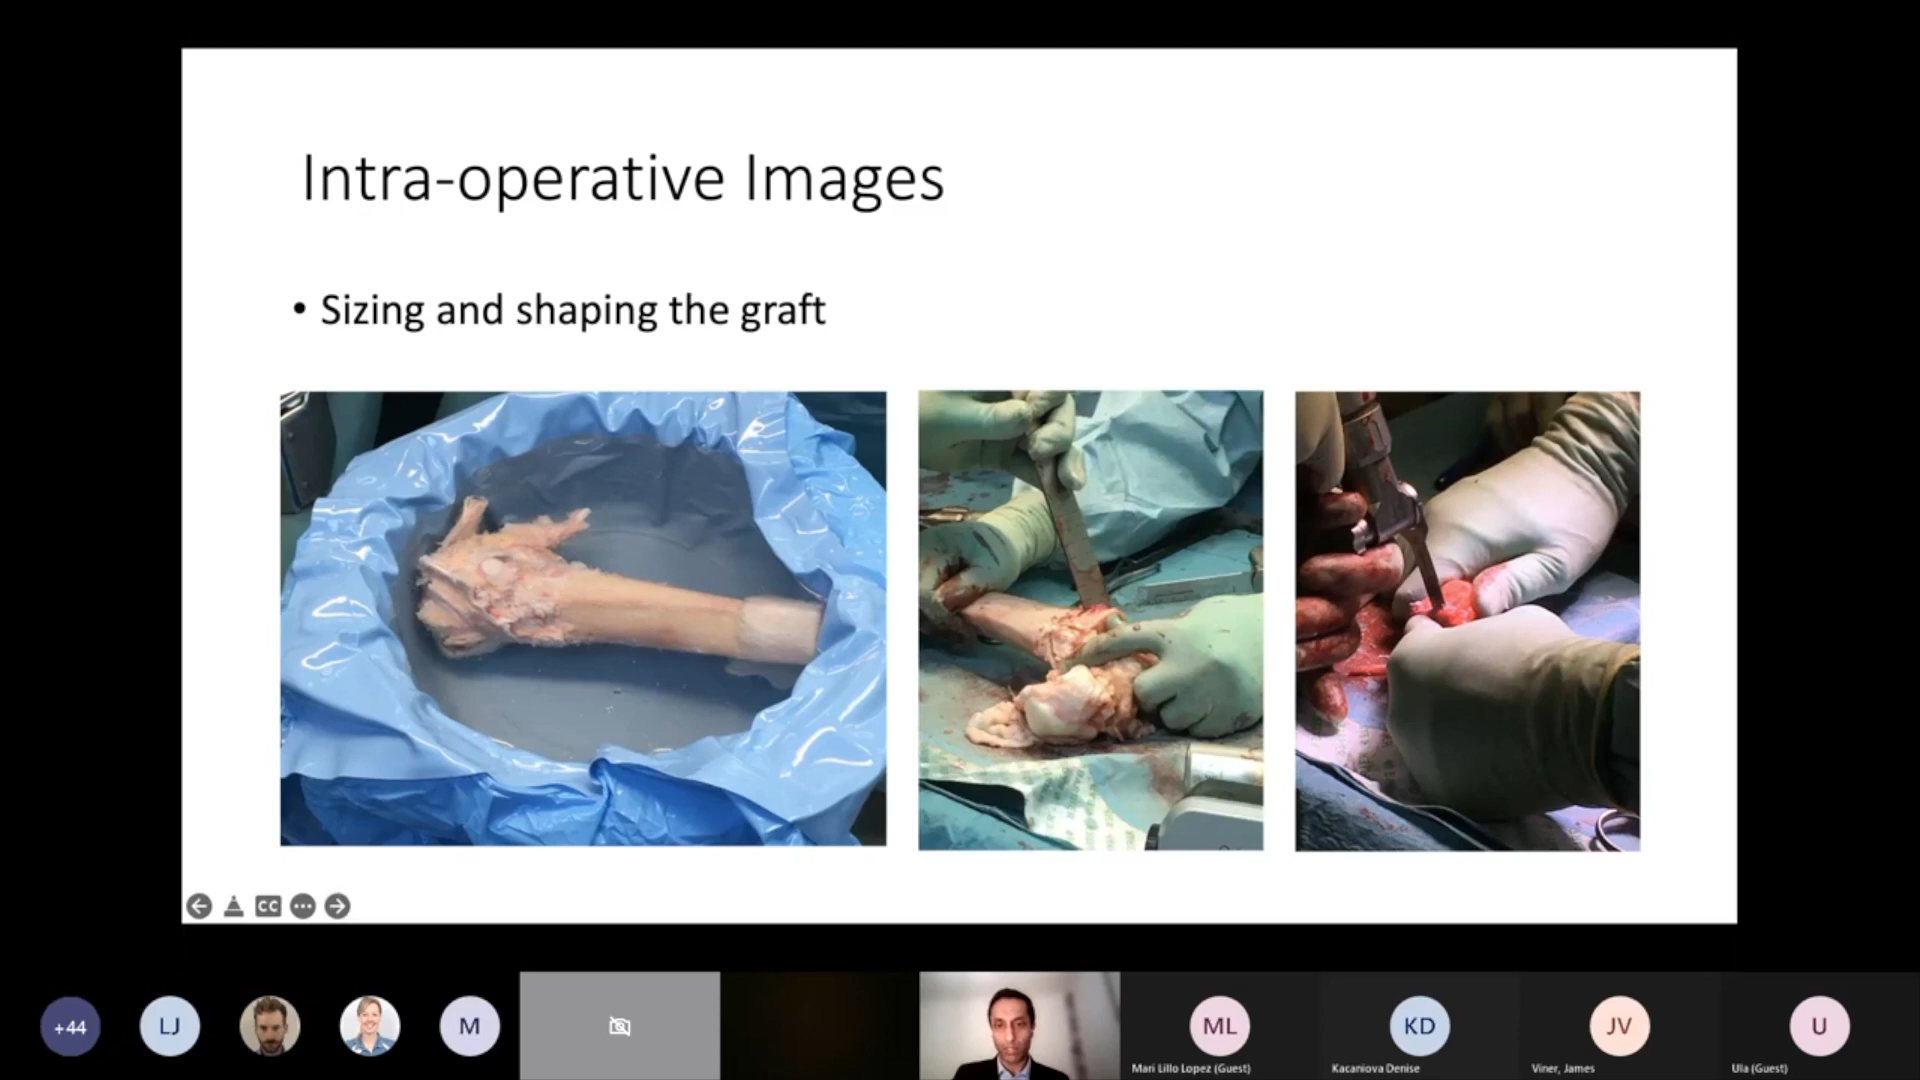 Intra-operative Images
• Sizing and shaping the graft
CC
+44
LJ
M
ML
KD
JV
U
Mari Lillo Lopez (Guest)
Kacaniova Denise
Viner, James
Ula (Guest)